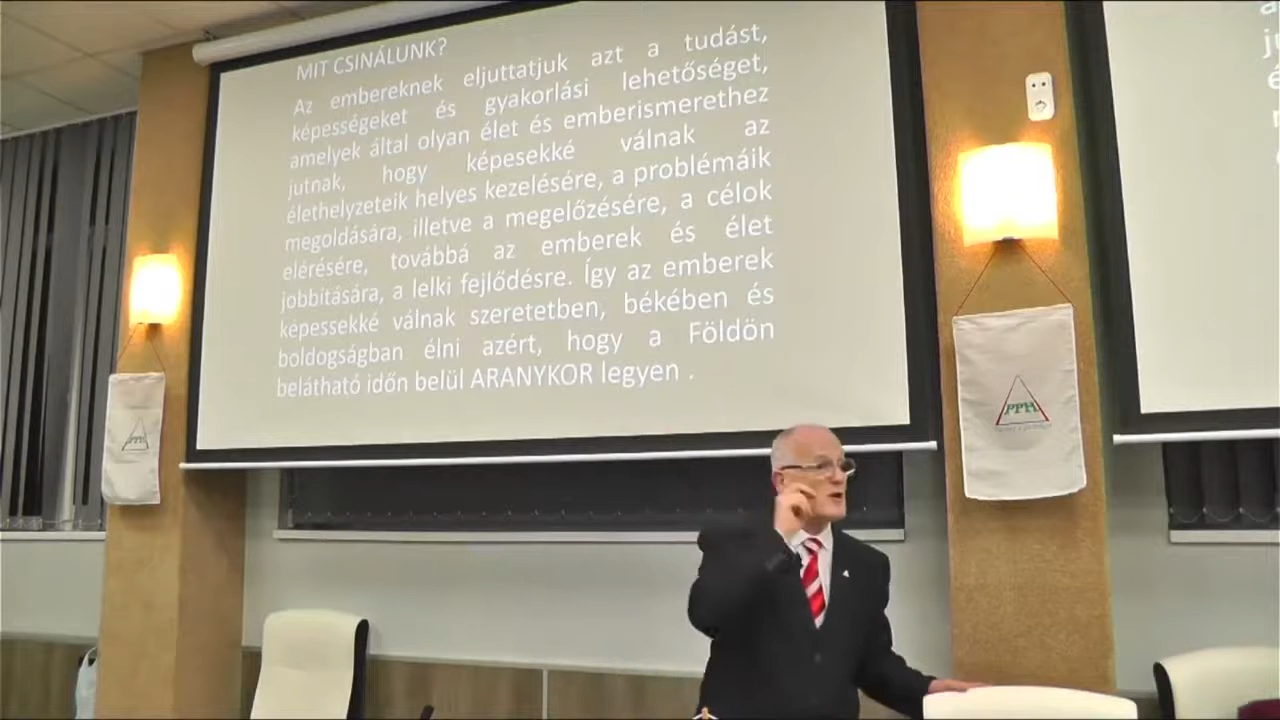 MIT CSINÁLUNK?
Az embereknek eljuttatjuk azt a tudást,
képességeket és gyakorlási lehetőséget,
amelyek által olyan élet és emberismerethez
jutnak, hogy képesekké válnak az
élethelyzeteik helyes kezelésére, a problémáik
megoldására, illetve a megelőzésére, a célok
elérésére, továbbá az emberek és élet
jobbítására, a lelki fejlődésre. Így az emberek
képessekké válnak szeretetben, békében és
boldogságban élni azért, hogy a Földön
belátható időn belül ARANYKOR legyen .
PPH
PPH